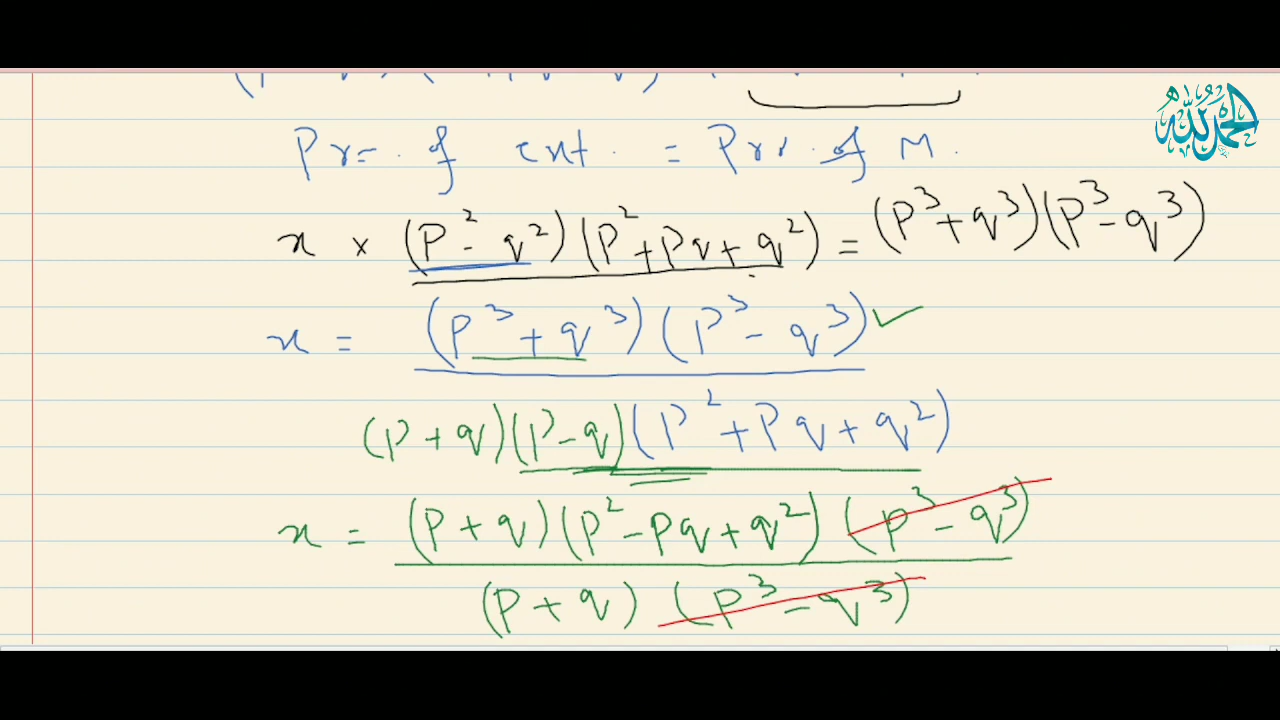 الحمد لله
Pr= . of ext . = Pr. of M .
x × (P² - q²)(P² + Pq + q²) = (P³ + q³)(P³ - q³)
x = (P³ + q³)(P³ - q³) ✓
(P + q)(P - q)(P² + Pq + q²)
x = (P + q)(P² - Pq + q²)(P³ - q³)
(P + q)(P³ - q³)